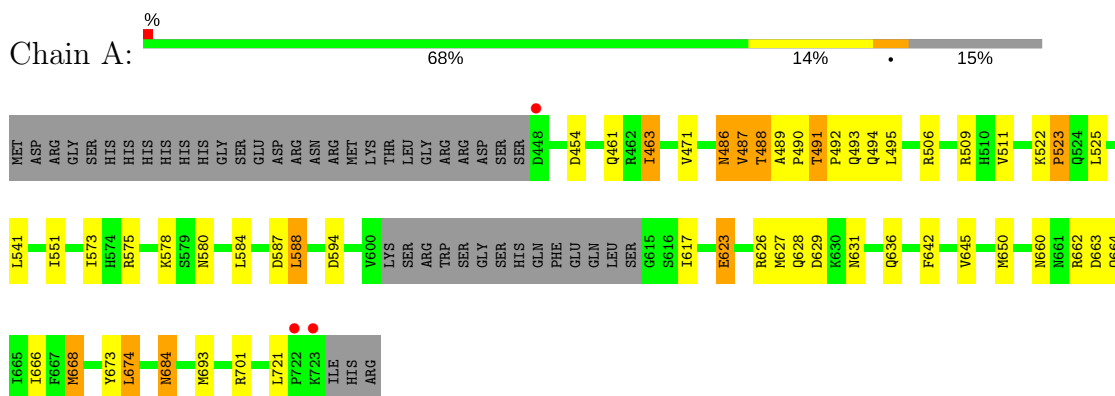 %
Chain A:
68% 14% • 15%
MET ASP ARG GLY SER HIS HIS HIS HIS HIS HIS GLY SER GLU ASP ARG ASN ARG MET LYS THR LEU GLY ARG ARG ASP SER SER D448 D454 Q461 R462 I463 V471 N486 V487 T488 A489 P490 T491 P492 Q493 Q494 L495 R506 R509 H510 V511 K522 P523 Q524 L525
L541 I551 I573 H574 R575 K578 S579 N580 L584 D587 L588 D594 V600 LYS SER ARG TRP SER GLY SER HIS GLN PHE GLU GLN LEU SER G615 S616 I617 E623 R626 M627 Q628 D629 K630 N631 Q636 F642 V645 M650 N660 N661 R662 D663 Q664
I665 I666 F667 M668 Y673 L674 N684 M693 R701 L721 P722 K723 ILE HIS ARG